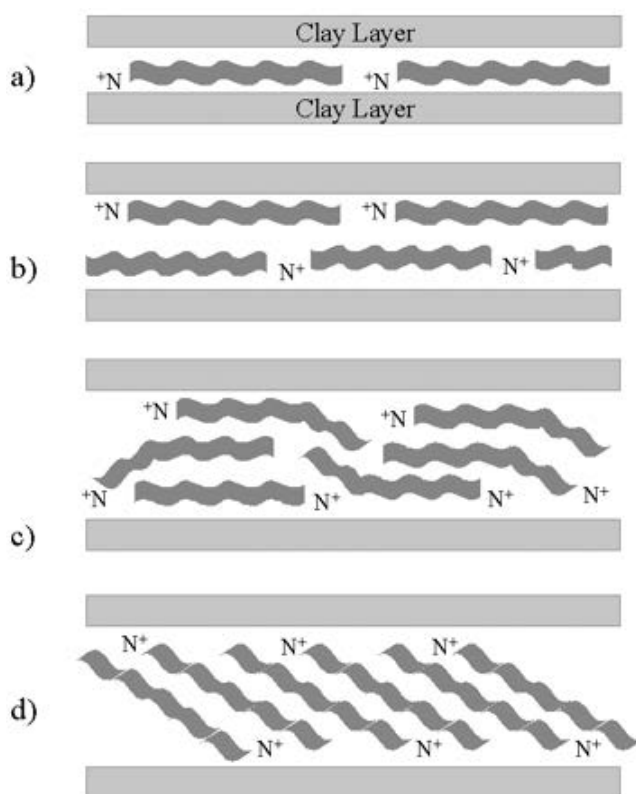 Clay Layer
a) ⁺N ⁺N
Clay Layer
⁺N ⁺N
b) N⁺ N⁺
⁺N ⁺N
⁺N N⁺ N⁺ N⁺
c)
N⁺ N⁺ N⁺
d)
N⁺ N⁺ N⁺